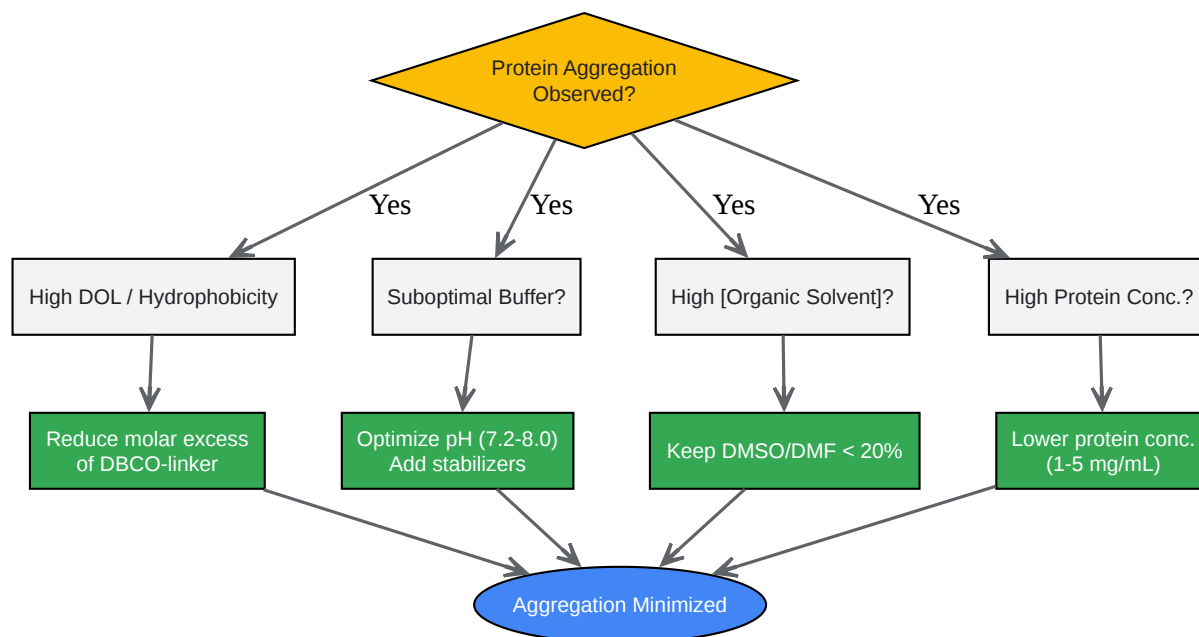 Protein Aggregation
Observed?
Yes
Yes
Yes
Yes
High DOL / Hydrophobicity
Suboptimal Buffer?
High [Organic Solvent]?
High Protein Conc.?
Reduce molar excess
of DBCO-linker
Optimize pH (7.2-8.0)
Add stabilizers
Keep DMSO/DMF < 20%
Lower protein conc.
(1-5 mg/mL)
Aggregation Minimized